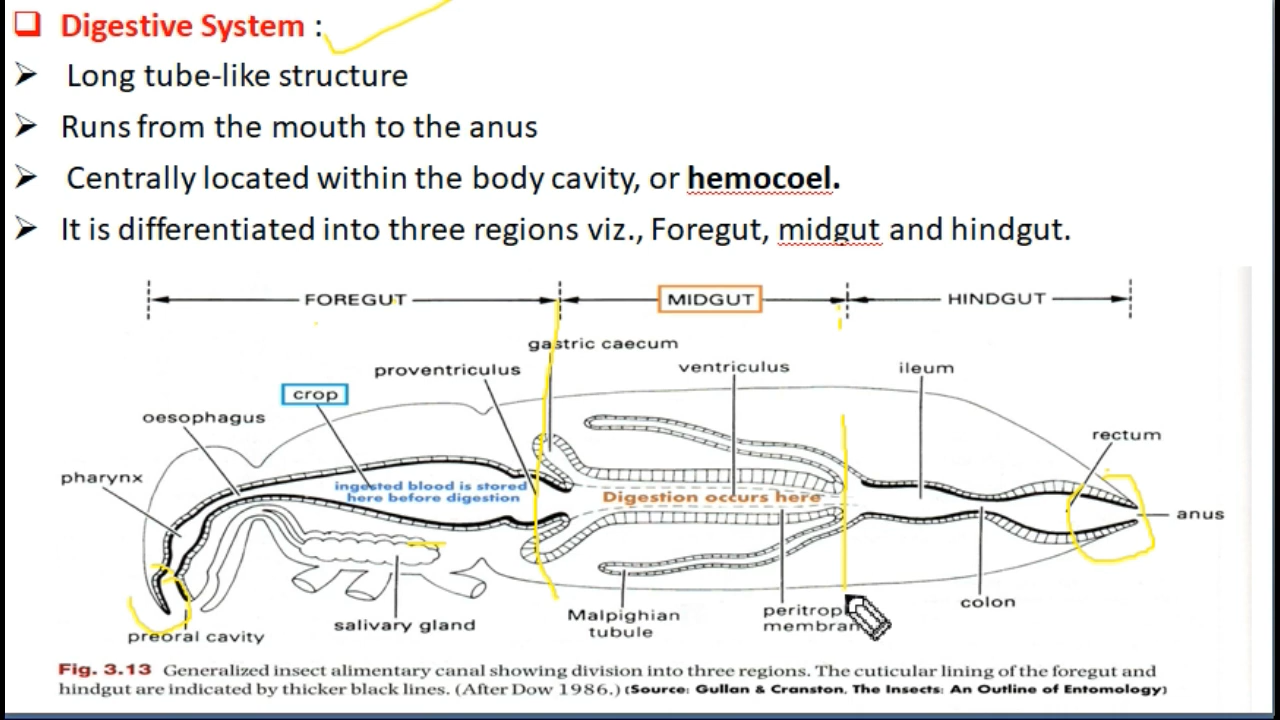 Digestive System :
Long tube-like structure
Runs from the mouth to the anus
Centrally located within the body cavity, or hemocoel.
It is differentiated into three regions viz., Foregut, midgut and hindgut.
FOREGUT MIDGUT HINDGUT
gastric caecum
proventriculus ventriculus ileum
crop
oesophagus
rectum
pharynx
ingested blood is stored
here before digestion
Digestion occurs here
anus
colon
peritrop
membran
Malpighian
tubule
salivary gland
preoral cavity
Fig. 3.13 Generalized insect alimentary canal showing division into three regions. The cuticular lining of the foregut and
hindgut are indicated by thicker black lines. (After Dow 1986.) (Source: Gullan & Cranston, The Insects: An Outline of Entomology)